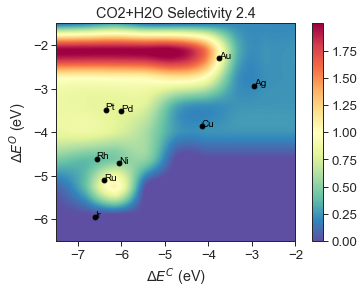 CO2+H2O Selectivity 2.4
−2
−3
−4
−5
−6
ΔE^O (eV)
Au
Ag
Pt
Pd
Cu
Rh
Ni
Ru
Ir
−7
−6
−5
−4
−3
−2
ΔE^C (eV)
1.75
1.50
1.25
1.00
0.75
0.50
0.25
0.00